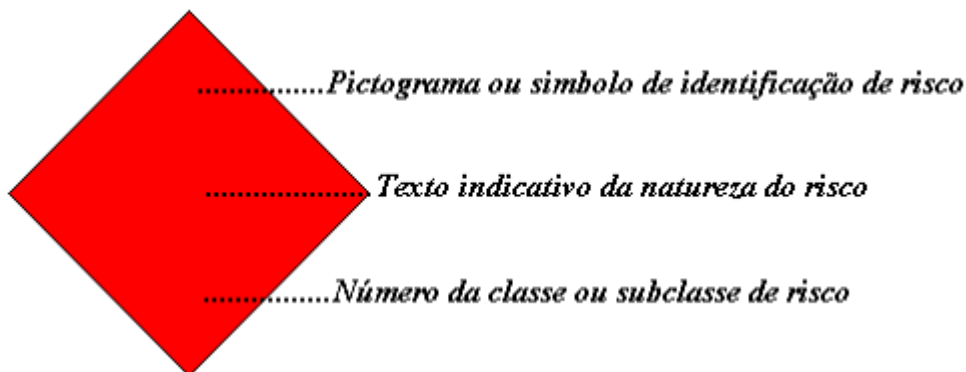 ...............Pictograma ou simbolo de identificação de risco
....................Texto indicativo da natureza do risco
...............Número da classe ou subclasse de risco